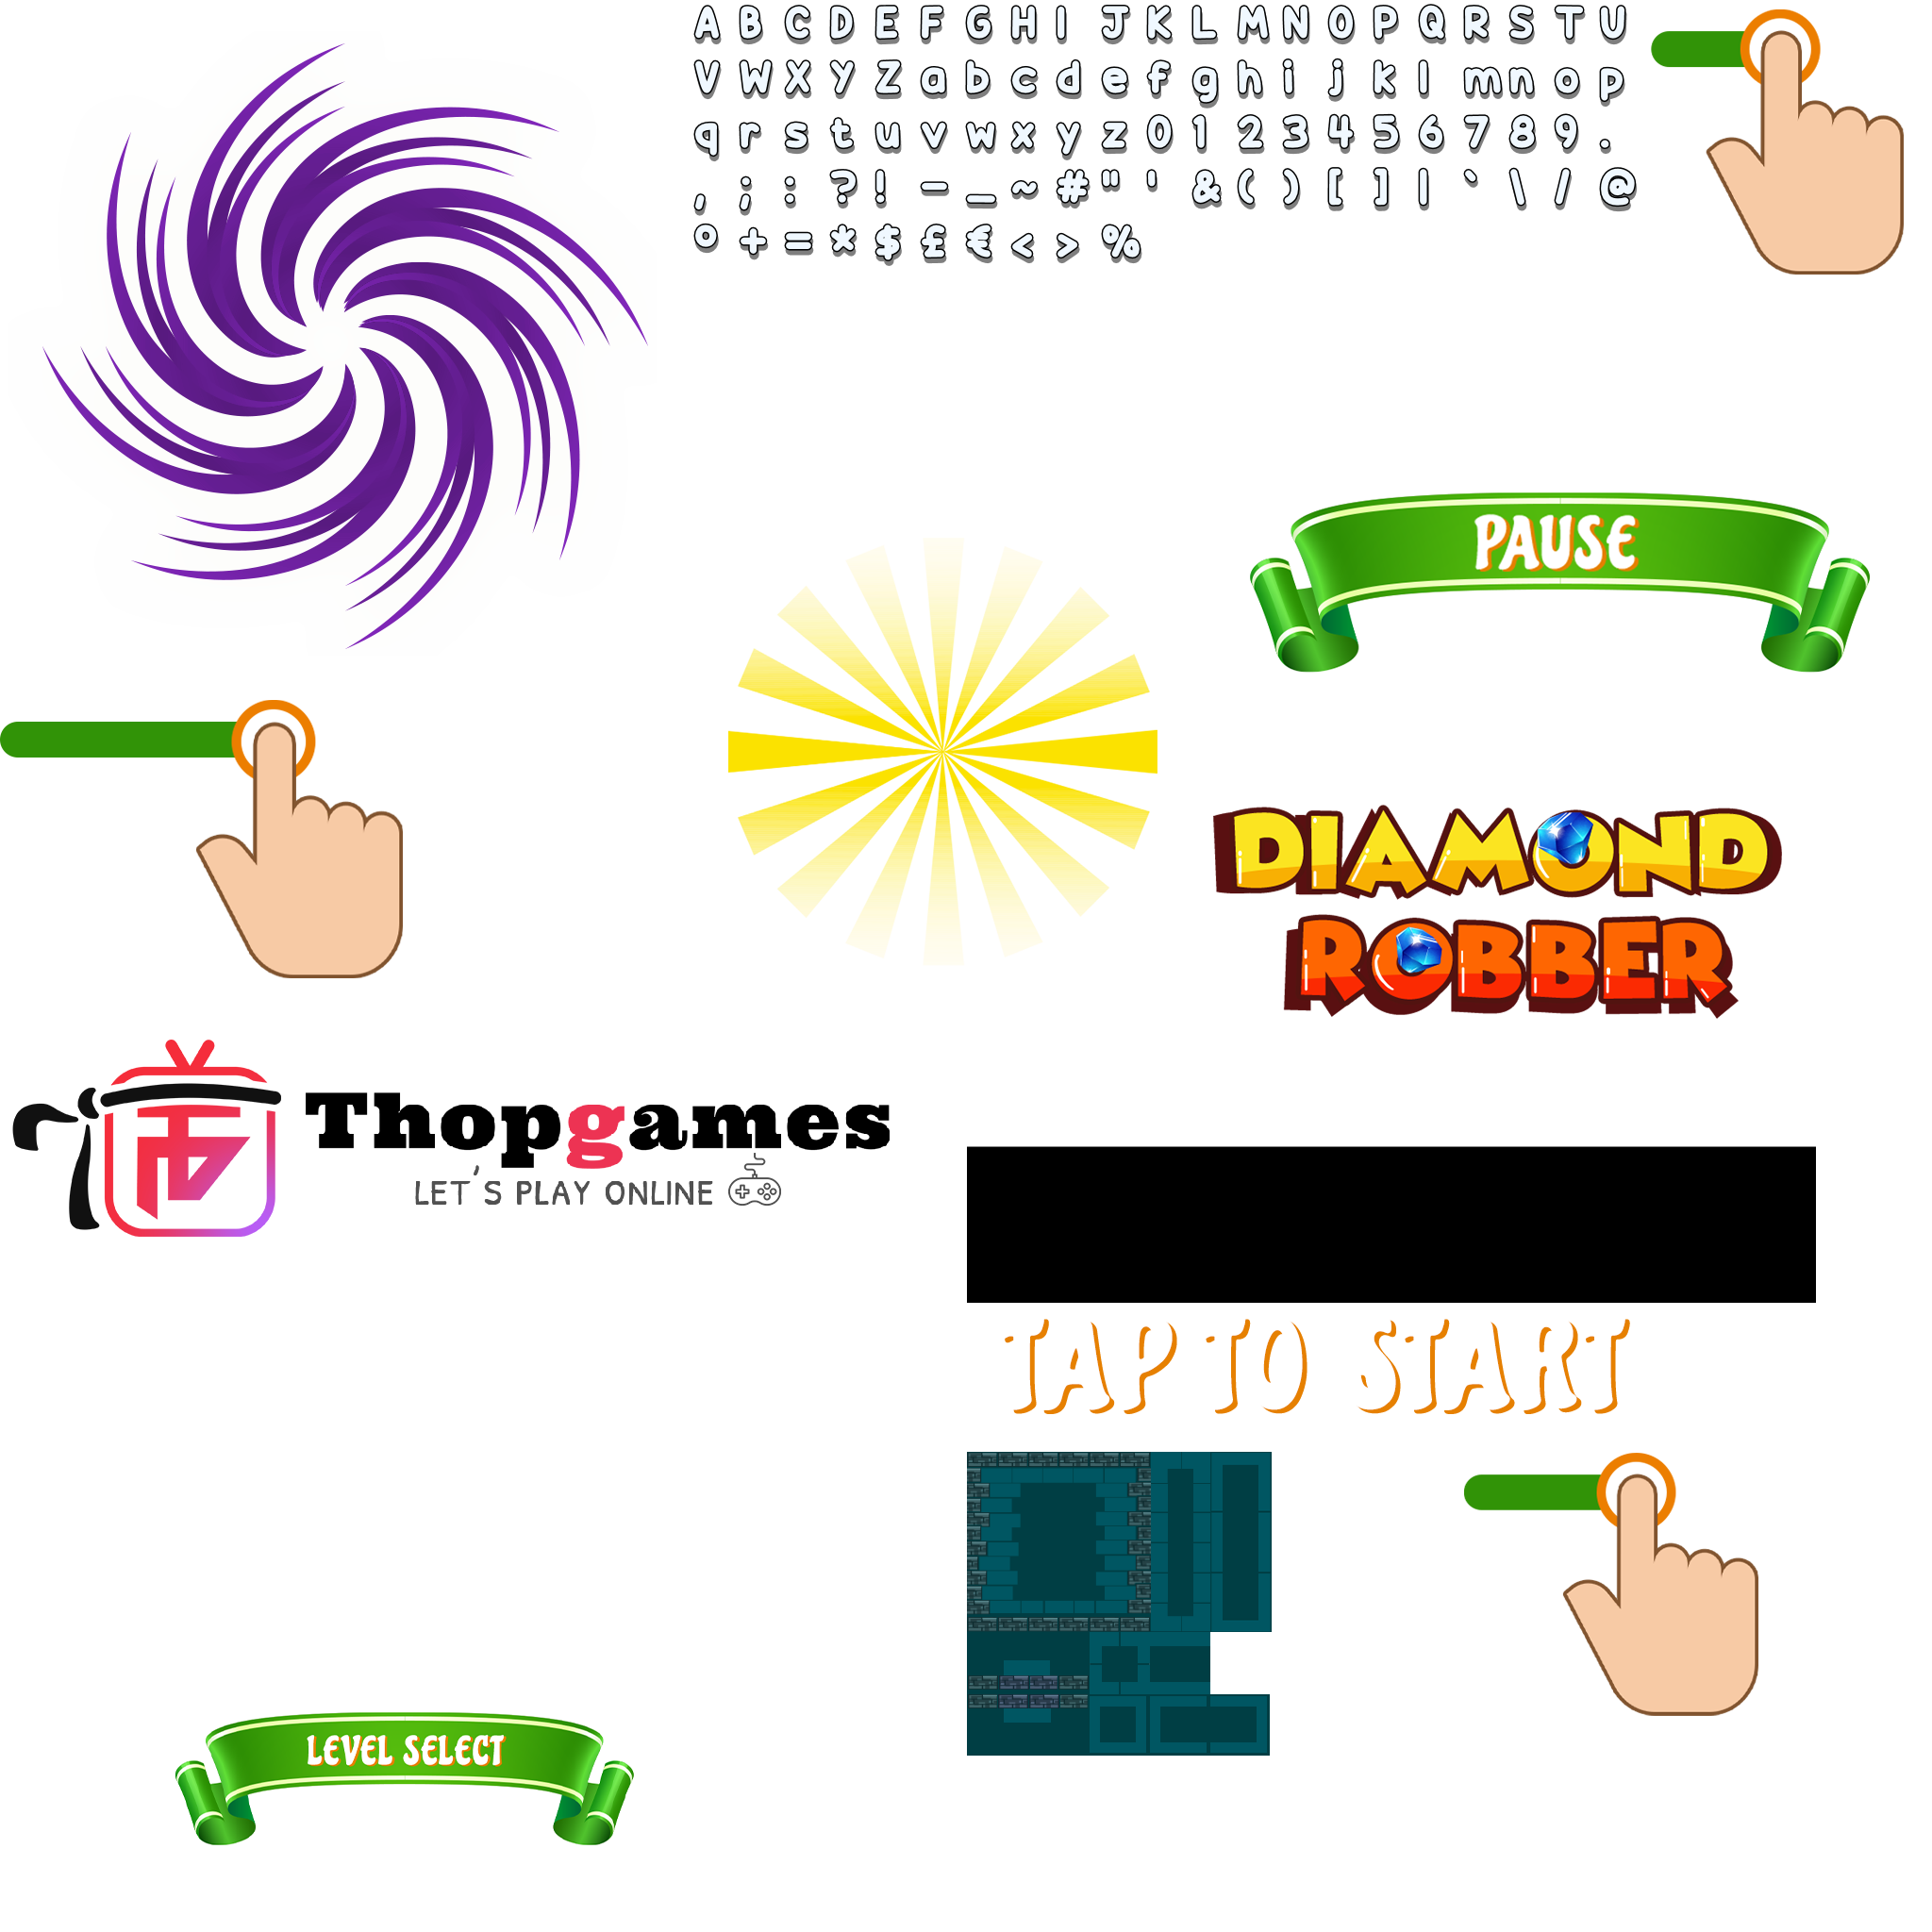 A B C D E F G H I J K L M N O P Q R S T U
V W X Y Z a b c d e f g h i j k l m n o p
q r s t u v w x y z 0 1 2 3 4 5 6 7 8 9 .
, ; : ? ! - _ ~ # " ' & ( ) [ ] | ` \ / @
° + = * $ £ € < > %
PAUSE
DIAMOND
ROBBER
Thopgames
LET'S PLAY ONLINE
TAP TO START
LEVEL SELECT